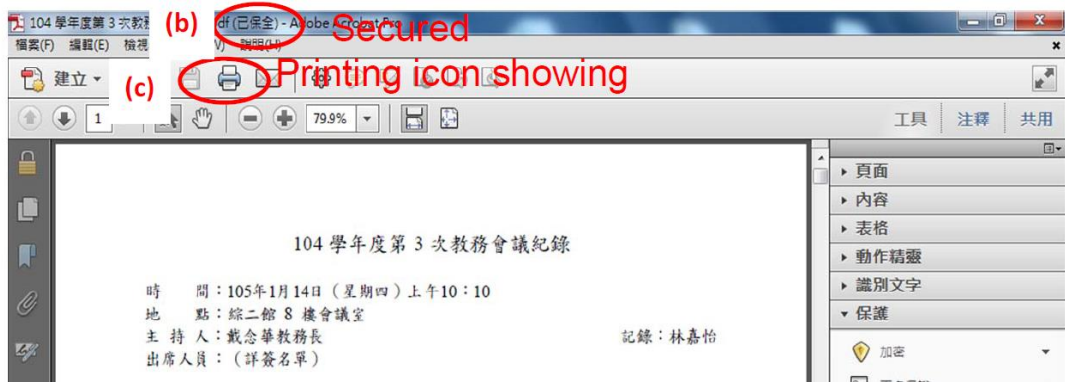 104 學年度第 3 次教 (b) df (已保全) - Adobe Acrobat Pro Secured
檔案(F) 編輯(E) 檢視 說明(H)
建立 (c) Printing icon showing
1 79.9% 工具 注釋 共用
頁面
內容
表格
104 學年度第 3 次教務會議紀錄
動作精靈
識別文字
時 間：105年1月14日（星期四）上午10：10
地 點：綜二館 8 樓會議室
保護
主 持 人：戴念華教務長 記錄：林嘉怡
出席人員：（詳簽名單）
加密